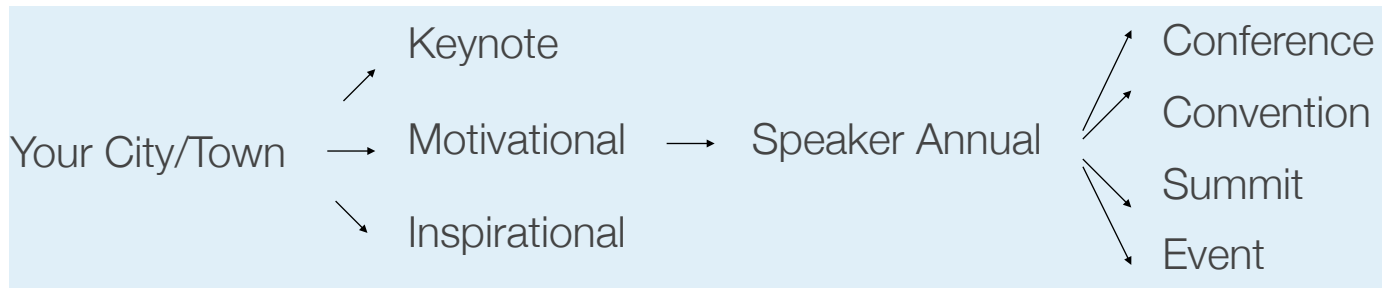 Your City/Town
Keynote
Motivational
Inspirational
Speaker Annual
Conference
Convention
Summit
Event